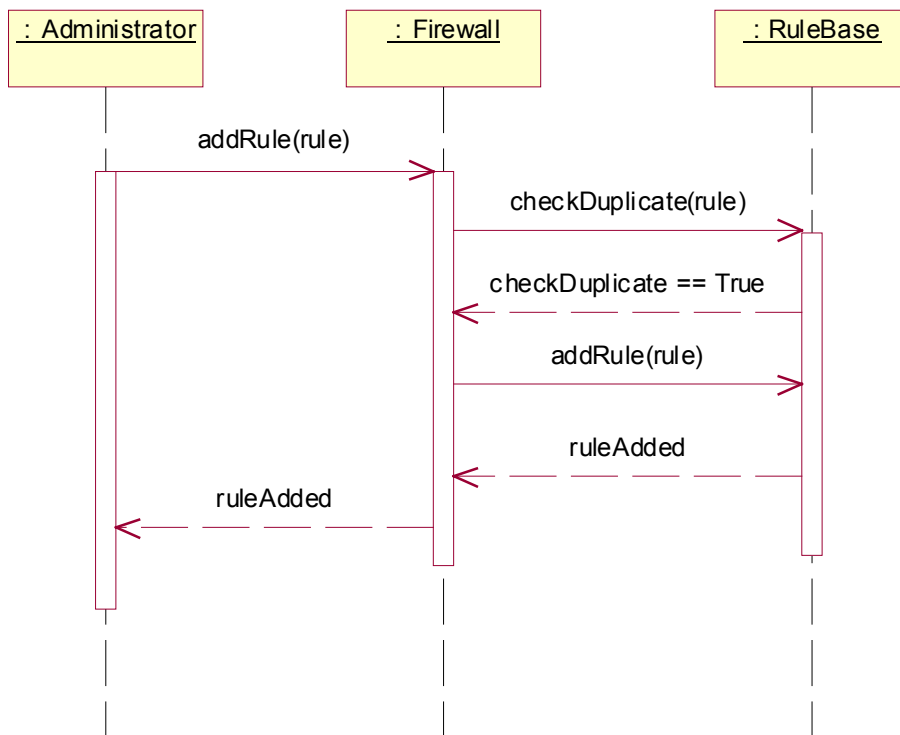 : Administrator
: Firewall
: RuleBase
addRule(rule)
checkDuplicate(rule)
checkDuplicate == True
addRule(rule)
ruleAdded
ruleAdded